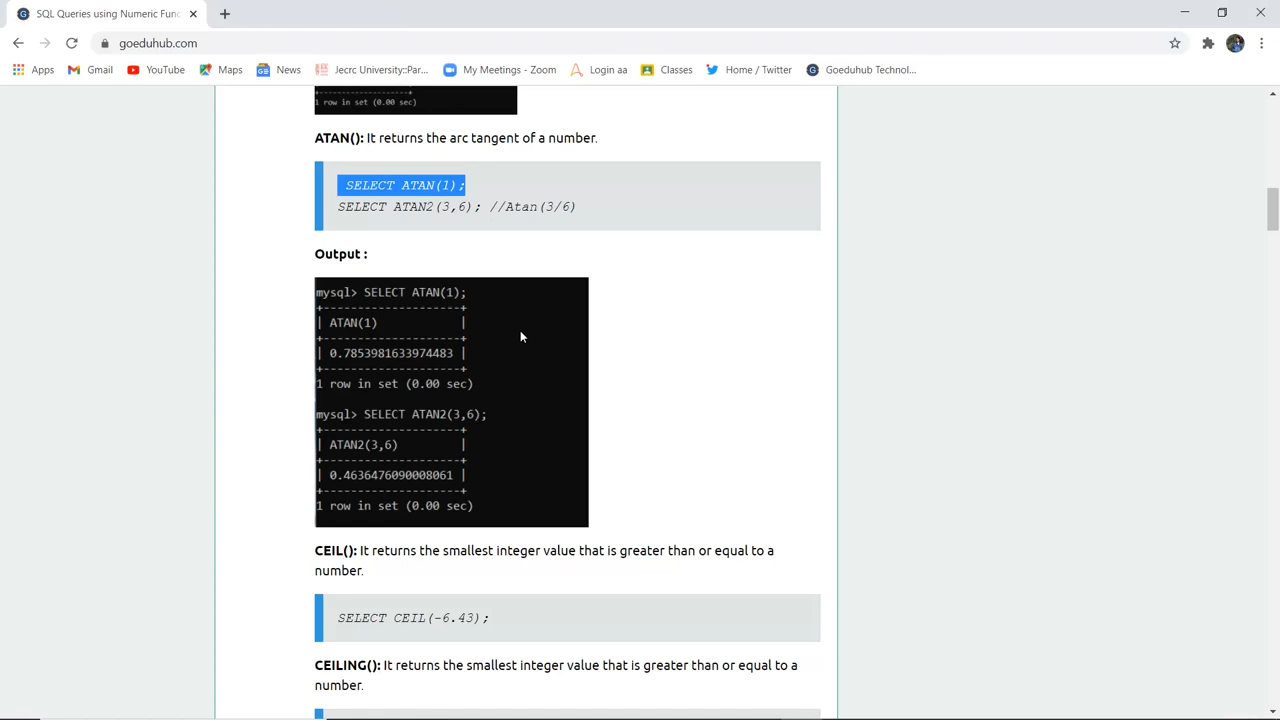 SQL Queries using Numeric Func
goeduhub.com
Apps
Gmail
YouTube
Maps
News
Jecrc University::Par...
My Meetings - Zoom
Login aa
Classes
Home / Twitter
Goeduhub Technol...
+--------------------+
1 row in set (0.00 sec)
ATAN(): It returns the arc tangent of a number.
SELECT ATAN(1);
SELECT ATAN2(3,6); //Atan(3/6)
Output :
mysql> SELECT ATAN(1);
+--------------------+
| ATAN(1)            |
+--------------------+
| 0.7853981633974483 |
+--------------------+
1 row in set (0.00 sec)
mysql> SELECT ATAN2(3,6);
+--------------------+
| ATAN2(3,6)         |
+--------------------+
| 0.4636476090008061 |
+--------------------+
1 row in set (0.00 sec)
CEIL(): It returns the smallest integer value that is greater than or equal to a
number.
SELECT CEIL(-6.43);
CEILING(): It returns the smallest integer value that is greater than or equal to a
number.